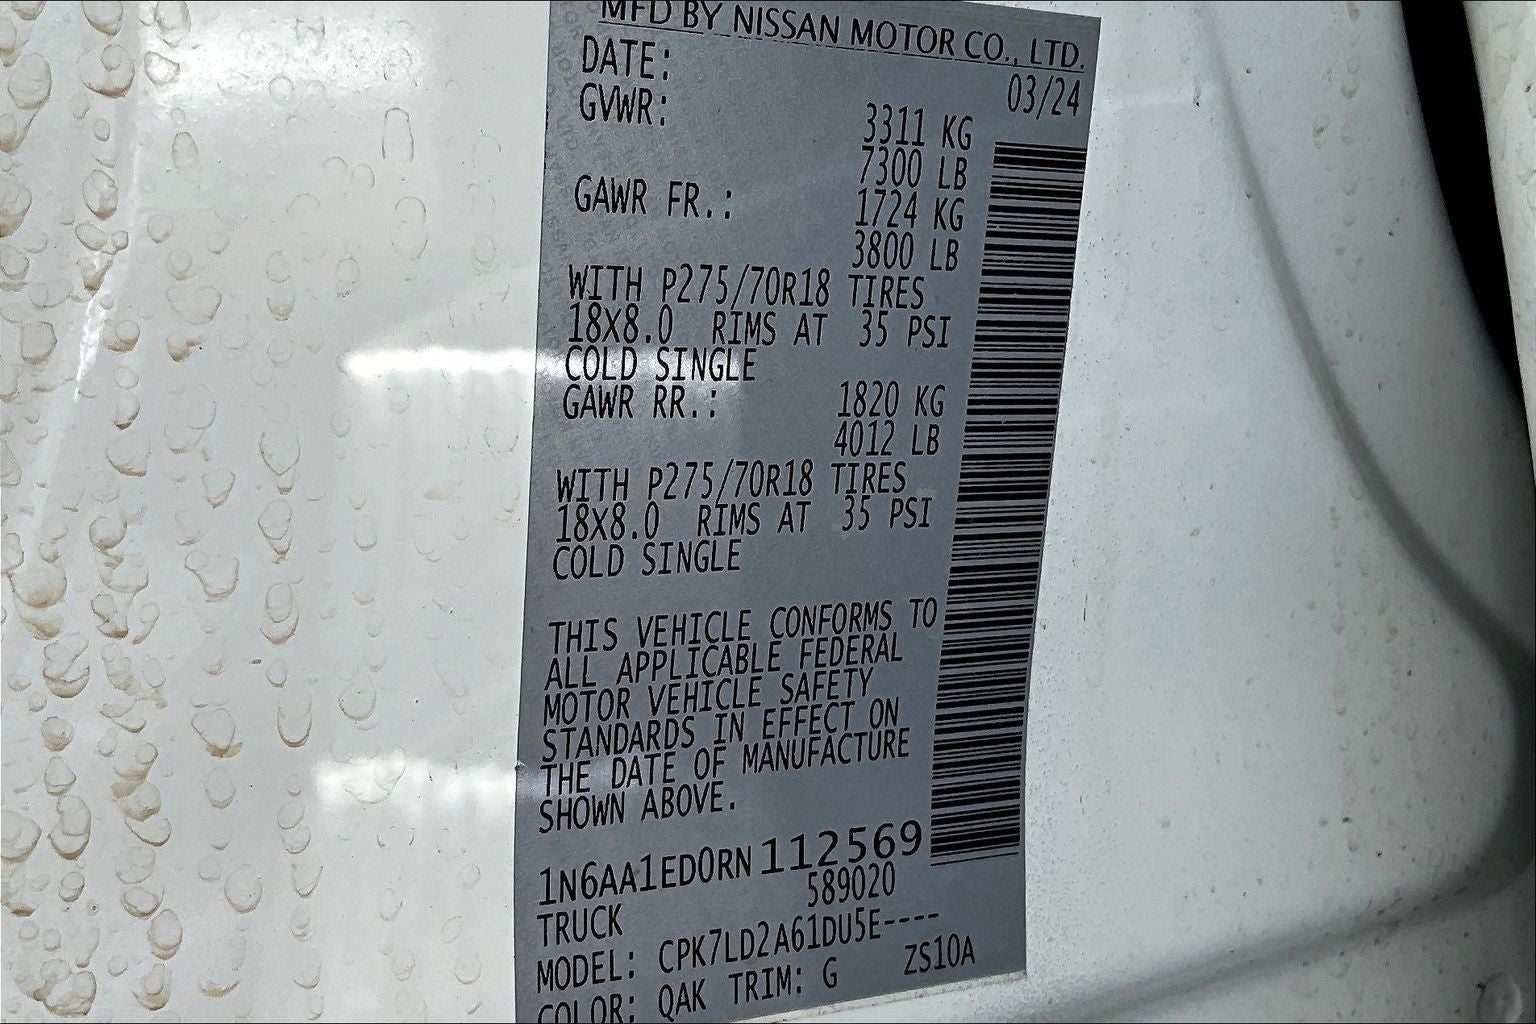 MFD BY NISSAN MOTOR CO., LTD.
DATE: 03/24
GVWR: 3311 KG
7300 LB
GAWR FR.: 1724 KG
3800 LB
WITH P275/70R18 TIRES
18X8.0 RIMS AT 35 PSI
COLD SINGLE
GAWR RR.: 1820 KG
4012 LB
WITH P275/70R18 TIRES
18X8.0 RIMS AT 35 PSI
COLD SINGLE
THIS VEHICLE CONFORMS TO
ALL APPLICABLE FEDERAL
MOTOR VEHICLE SAFETY
STANDARDS IN EFFECT ON
THE DATE OF MANUFACTURE
SHOWN ABOVE.
1N6AA1ED0RN112569
TRUCK 589020
MODEL: CPK7LD2A61DU5E----
COLOR: QAK TRIM: G ZS10A